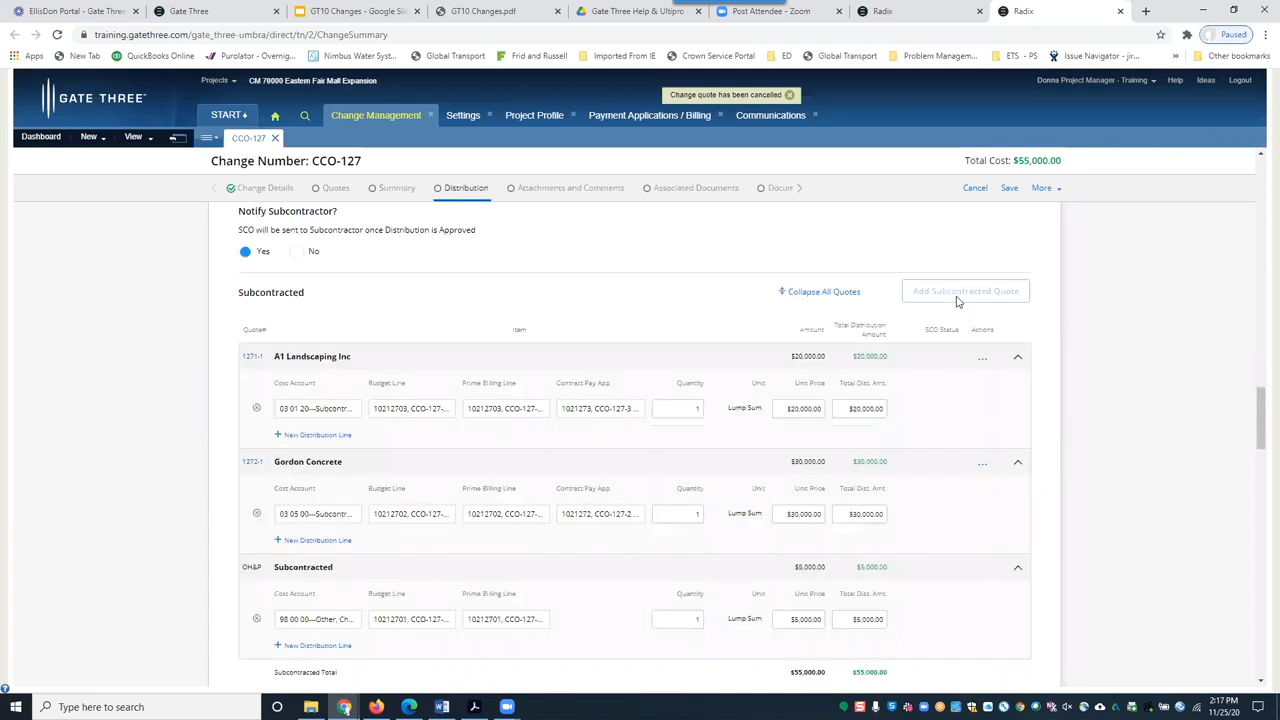 EllisDon Portal - Gate Three
Gate Three
GT10 Changes - Google Sli
GT10 Changes.pdf
Gate Three Help & Ultipro
Post Attendee - Zoom
Radix
Radix
training.gatethree.com/gate_three-umbra/direct/tn/2/ChangeSummary
Paused
Apps
New Tab
QuickBooks Online
Purolator - Overnig...
Nimbus Water Syst...
Global Transport
Frid and Russell
Imported From IE
Crown Service Portal
ED
Global Transport
Problem Managem...
ETS - PS
Issue Navigator - jir...
Other bookmarks
GATE THREE
Projects
CM 70000 Eastern Fair Mall Expansion
Change quote has been cancelled
Donna Project Manager - Training
Help
Ideas
Logout
START
Change Management
Settings
Project Profile
Payment Applications / Billing
Communications
Dashboard
New
View
CCO-127
Change Number: CCO-127
Total Cost: $55,000.00
Change Details
Quotes
Summary
Distribution
Attachments and Comments
Associated Documents
Docum
Cancel
Save
More
Notify Subcontractor?
SCO will be sent to Subcontractor once Distribution is Approved
Yes
No
Subcontracted
Collapse All Quotes
Add Subcontracted Quote
Quote#
Item
Amount
Total Distribution Amount
SCO Status
Actions
1271-1 A1 Landscaping Inc $20,000.00 $20,000.00 ...
Cost Account Budget Line Prime Billing Line Contract Pay App Quantity Unit Unit Price Total Dist. Amt.
03 01 20---Subcontr... 10212703, CCO-127-... 10212703, CCO-127-... 1021273, CCO-127-3 ... 1 Lump Sum $20,000.00 $20,000.00
+ New Distribution Line
1272-1 Gordon Concrete $30,000.00 $30,000.00 ...
Cost Account Budget Line Prime Billing Line Contract Pay App Quantity Unit Unit Price Total Dist. Amt.
03 05 00---Subcontr... 10212702, CCO-127-... 10212702, CCO-127-... 1021272, CCO-127-2 ... 1 Lump Sum $30,000.00 $30,000.00
+ New Distribution Line
OH&P Subcontracted $5,000.00 $5,000.00
Cost Account Budget Line Prime Billing Line Quantity Unit Unit Price Total Dist. Amt.
98 00 00---Other, Ch... 10212701, CCO-127-... 10212701, CCO-127-... 1 Lump Sum $5,000.00 $5,000.00
+ New Distribution Line
Subcontracted Total $55,000.00 $55,000.00
Type here to search
2:17 PM
11/25/20